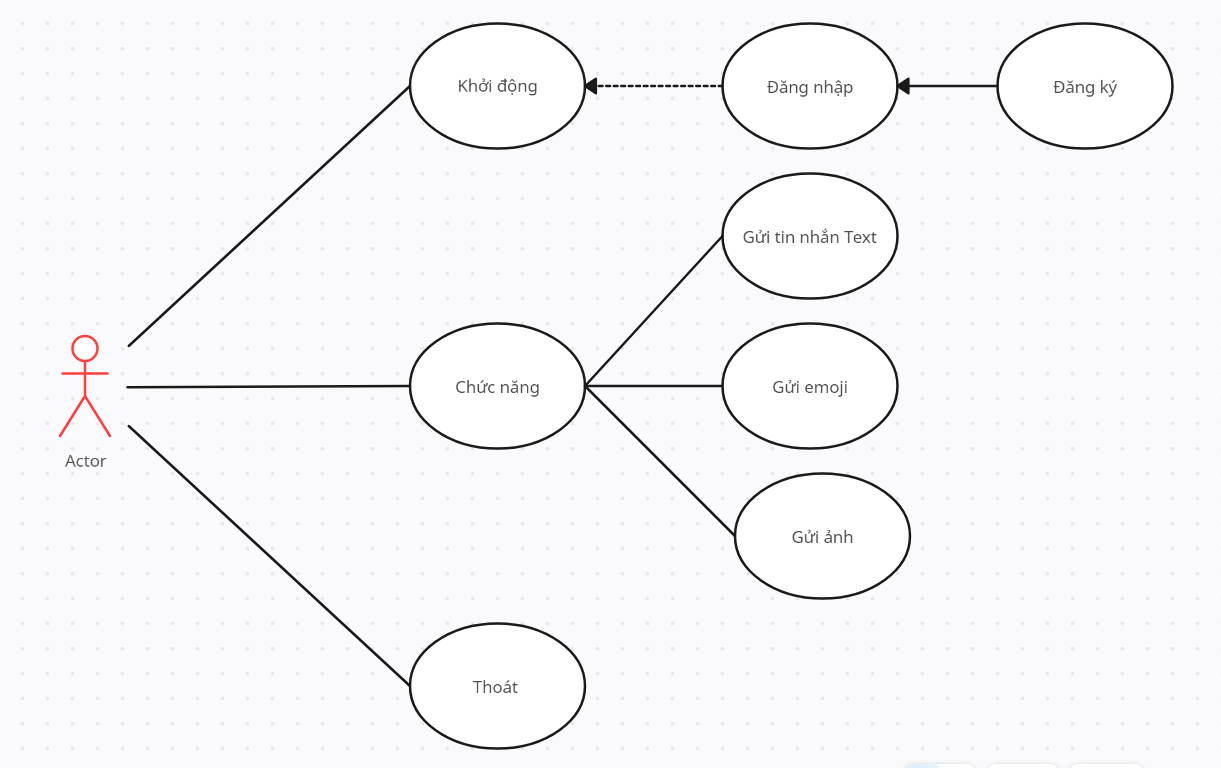 Khởi động
Đăng nhập
Đăng ký
Gửi tin nhắn Text
Chức năng
Gửi emoji
Actor
Gửi ảnh
Thoát